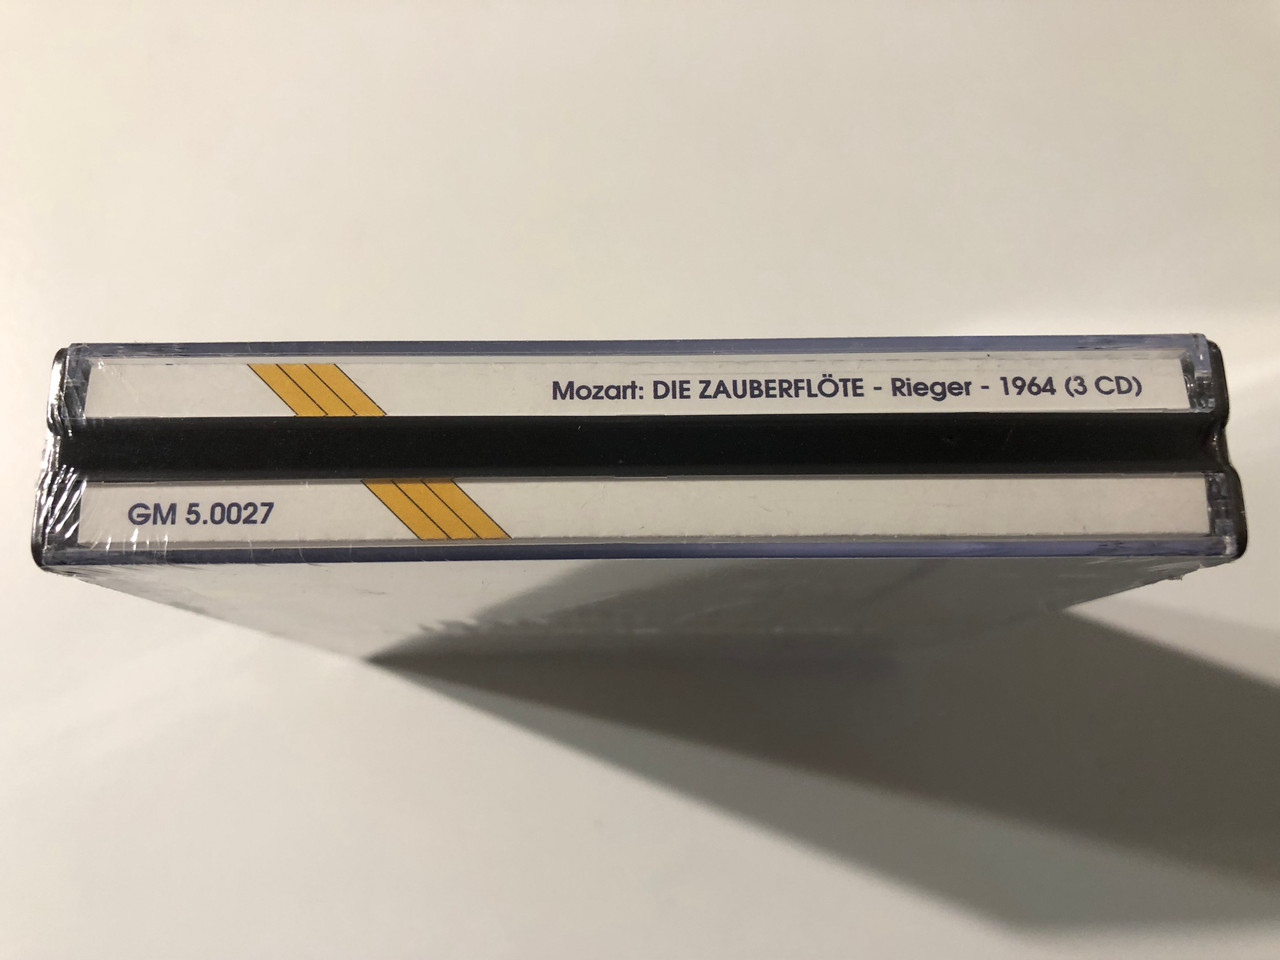 Mozart: DIE ZAUBERFLÖTE - Rieger - 1964 (3 CD)
GM 5.0027